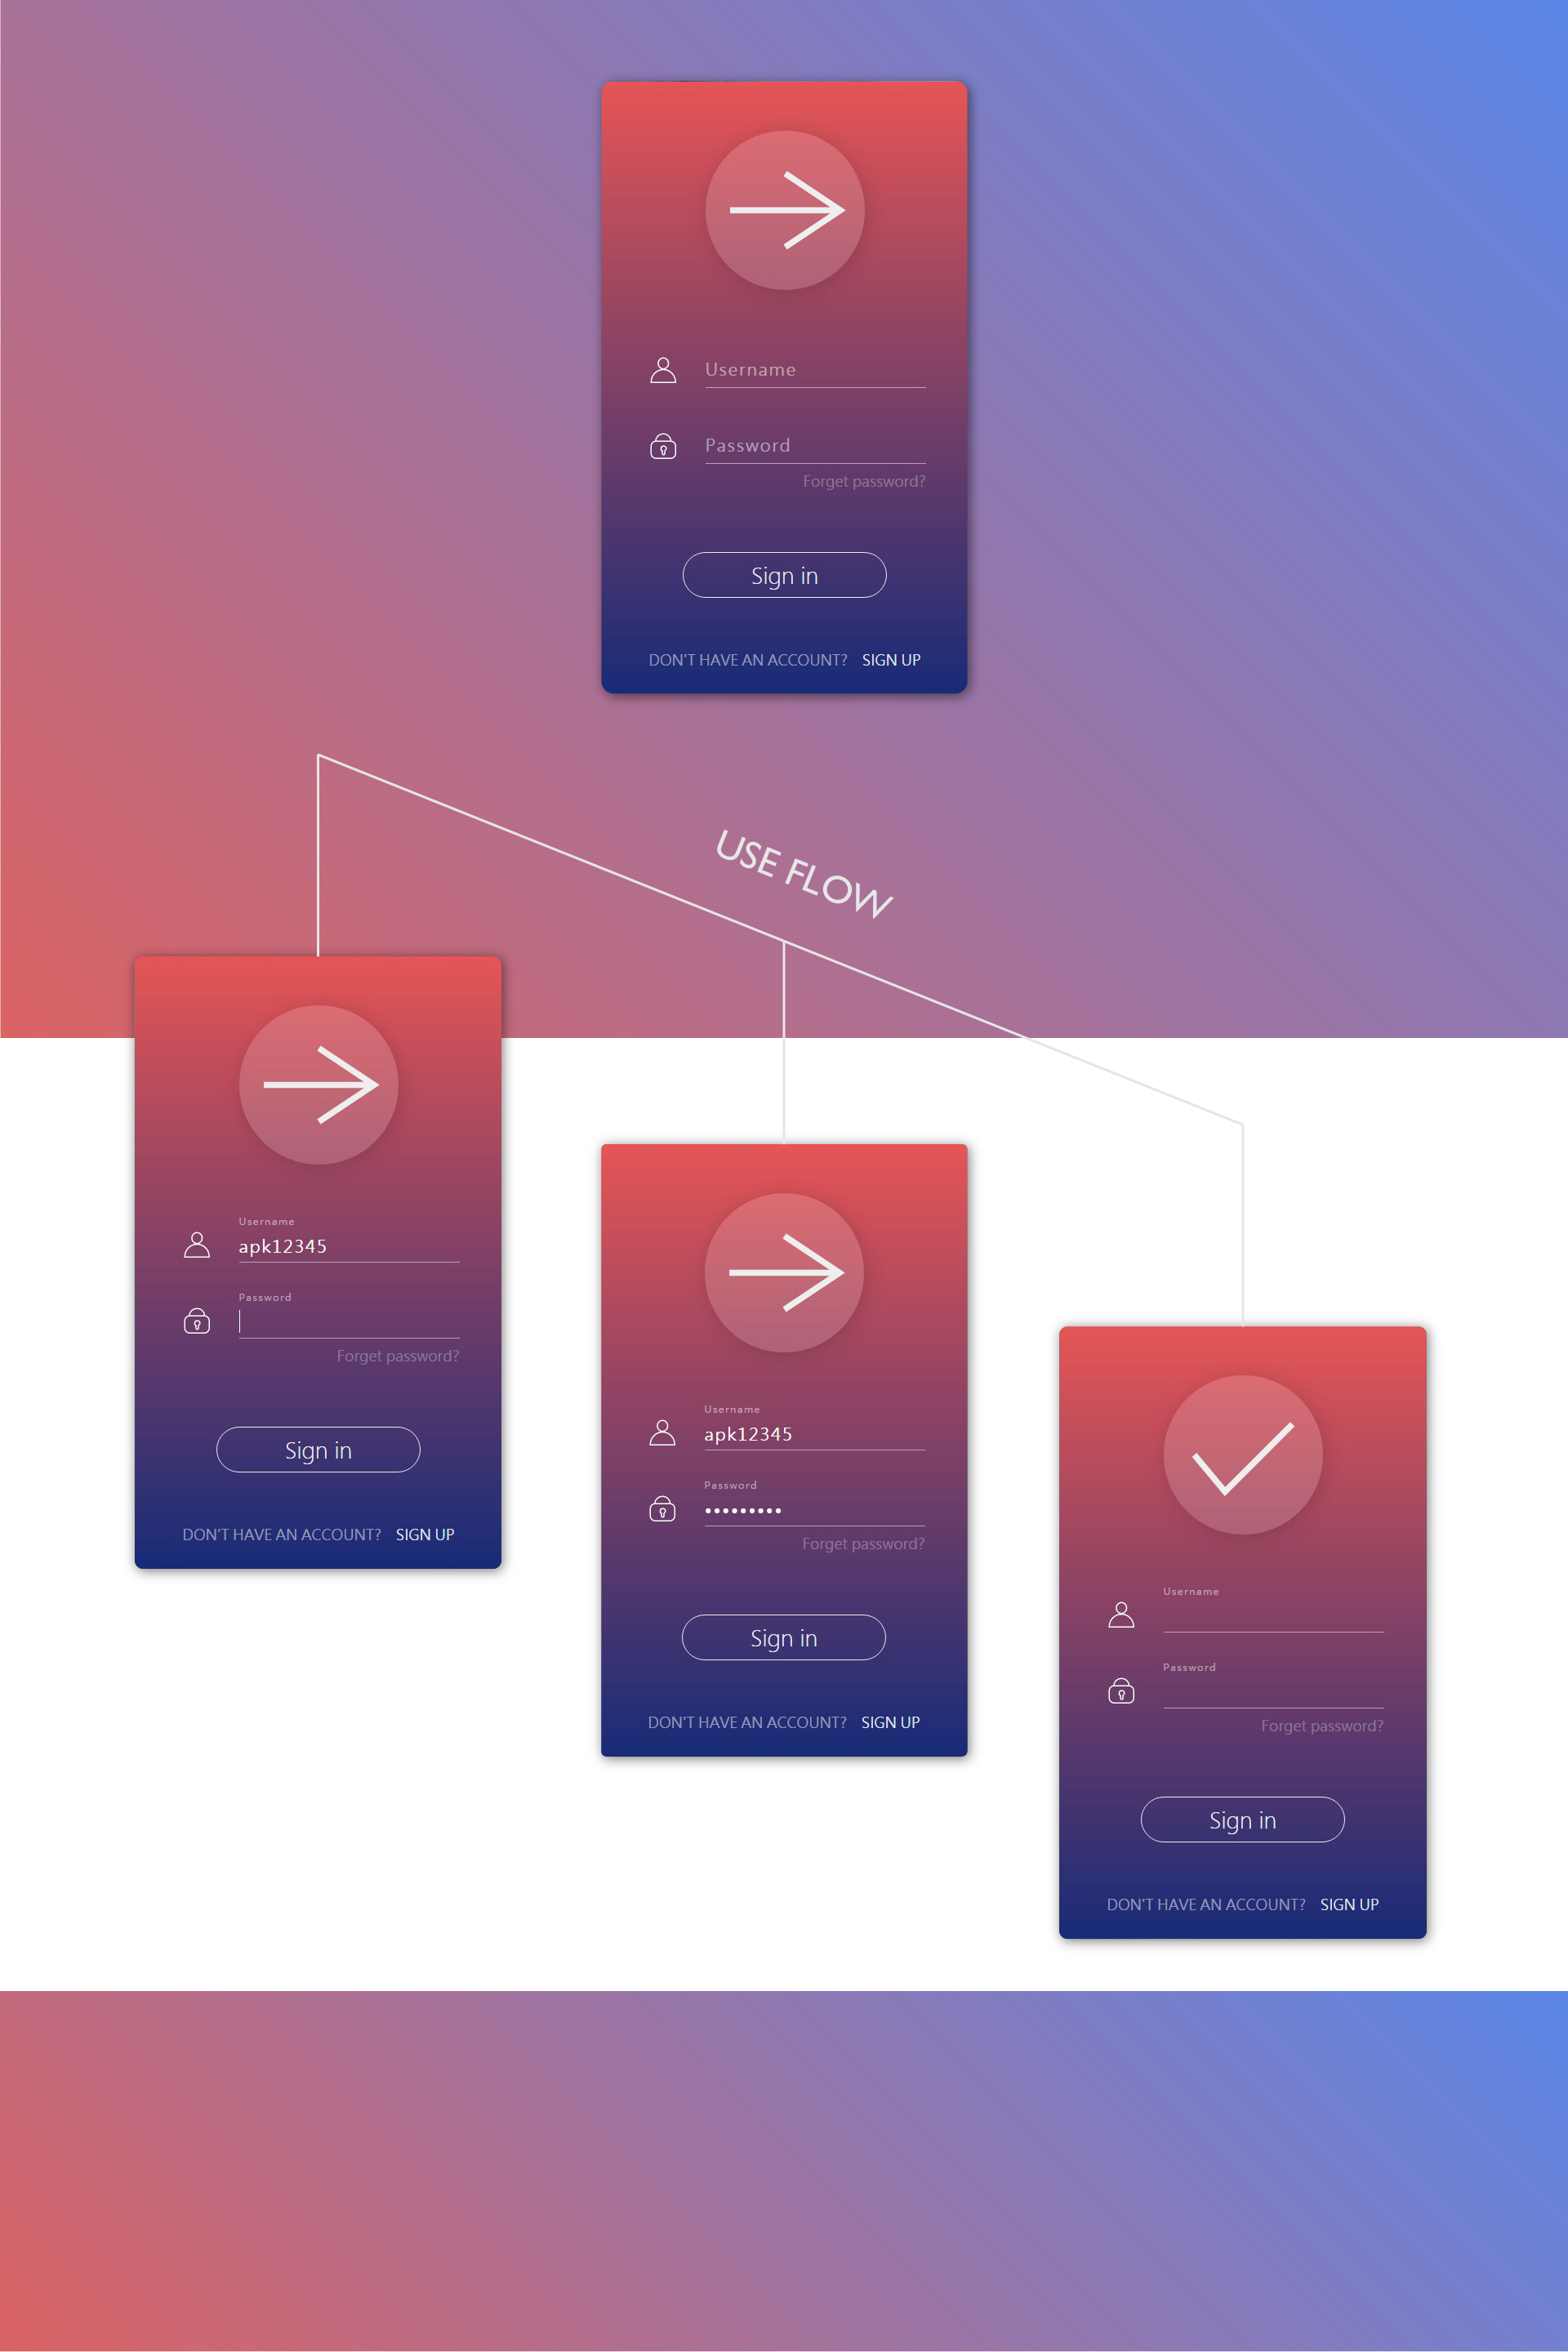 Username
Password
Forget password?
Sign in
DON'T HAVE AN ACCOUNT? SIGN UP
USE FLOW
Username
apk12345
Password
Forget password?
Sign in
DON'T HAVE AN ACCOUNT? SIGN UP
Username
apk12345
Password
•••••••••
Forget password?
Sign in
DON'T HAVE AN ACCOUNT? SIGN UP
Username
Password
Forget password?
Sign in
DON'T HAVE AN ACCOUNT? SIGN UP